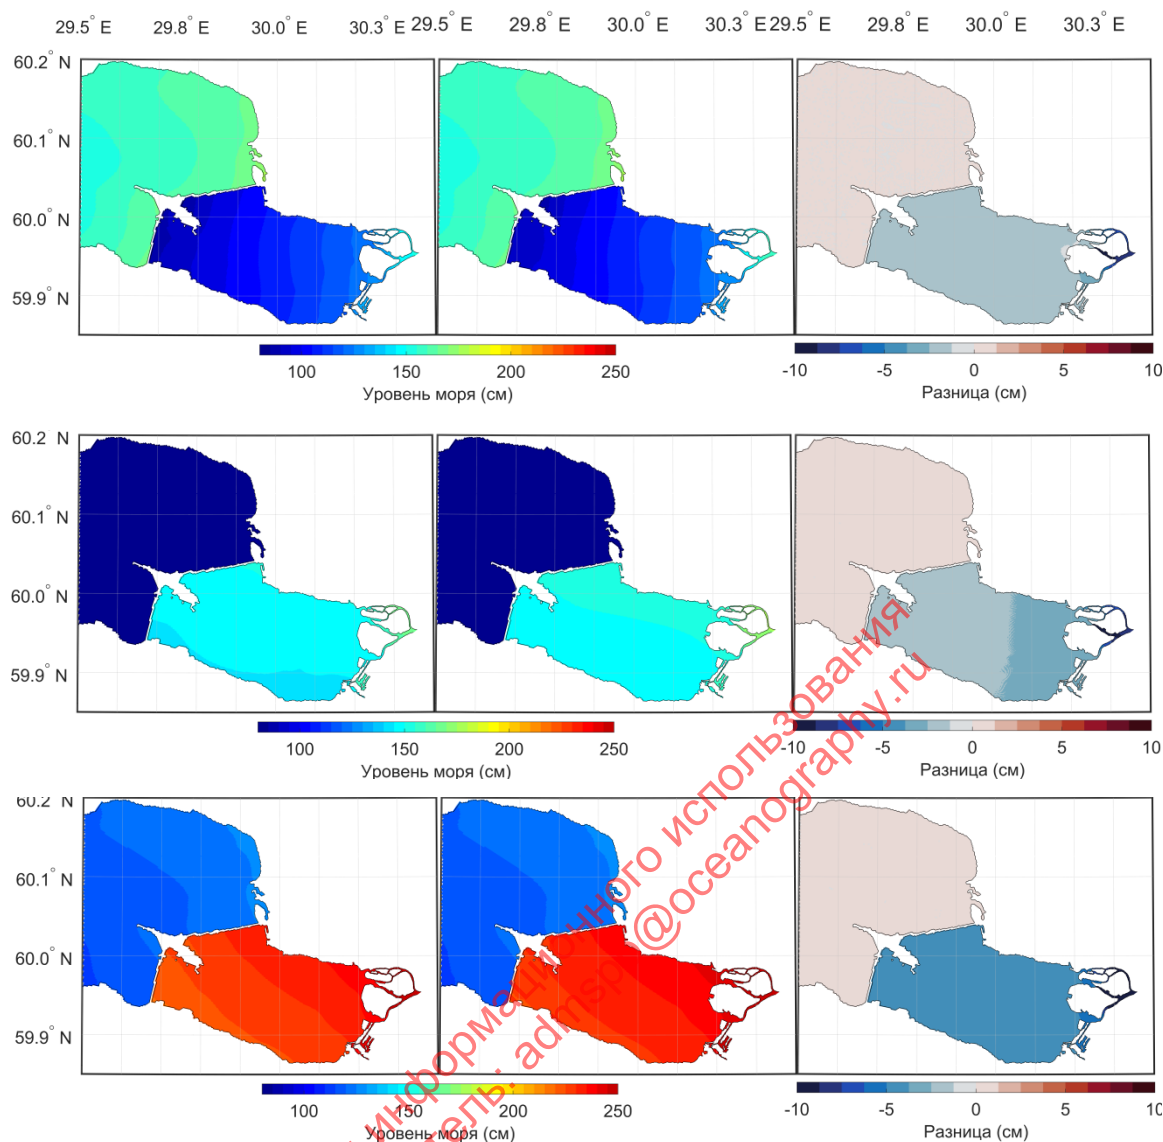 29.5° E 29.8° E 30.0° E 30.3° E 29.5° E 29.8° E 30.0° E 30.3° E 29.5° E 29.8° E 30.0° E 30.3° E
60.2° N
60.1° N
60.0° N
59.9° N
100 150 200 250
Уровень моря (см)
-10 -5 0 5 10
Разница (см)
60.2° N
60.1° N
60.0° N
59.9° N
100 150 200 250
Уровень моря (см)
-10 -5 0 5 10
Разница (см)
60.2° N
60.1° N
60.0° N
59.9° N
100 150 200 250
Уровень моря (см)
-10 -5 0 5 10
Разница (см)
информационного использования
тель: admsp @oceanography.ru